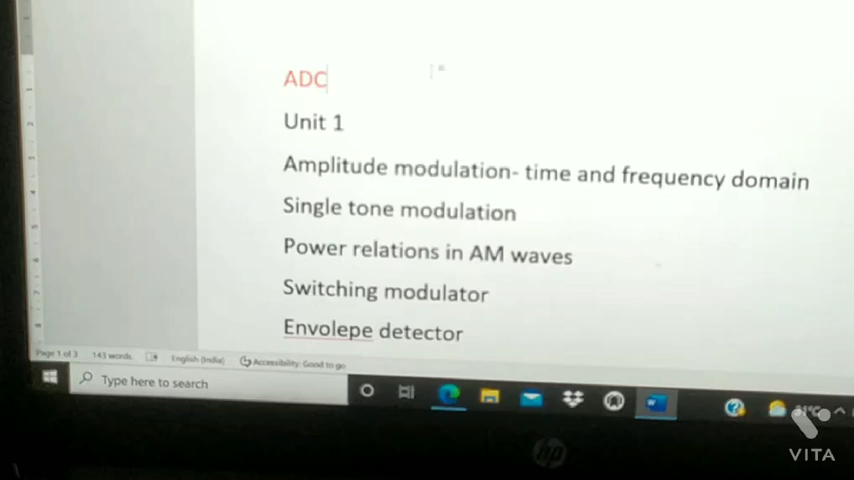 ADC
Unit 1
Amplitude modulation- time and frequency domain
Single tone modulation
Power relations in AM waves
Switching modulator
Envolepe detector
Page 1 of 3 143 words English (India) Accessibility: Good to go
Type here to search
hp
VITA